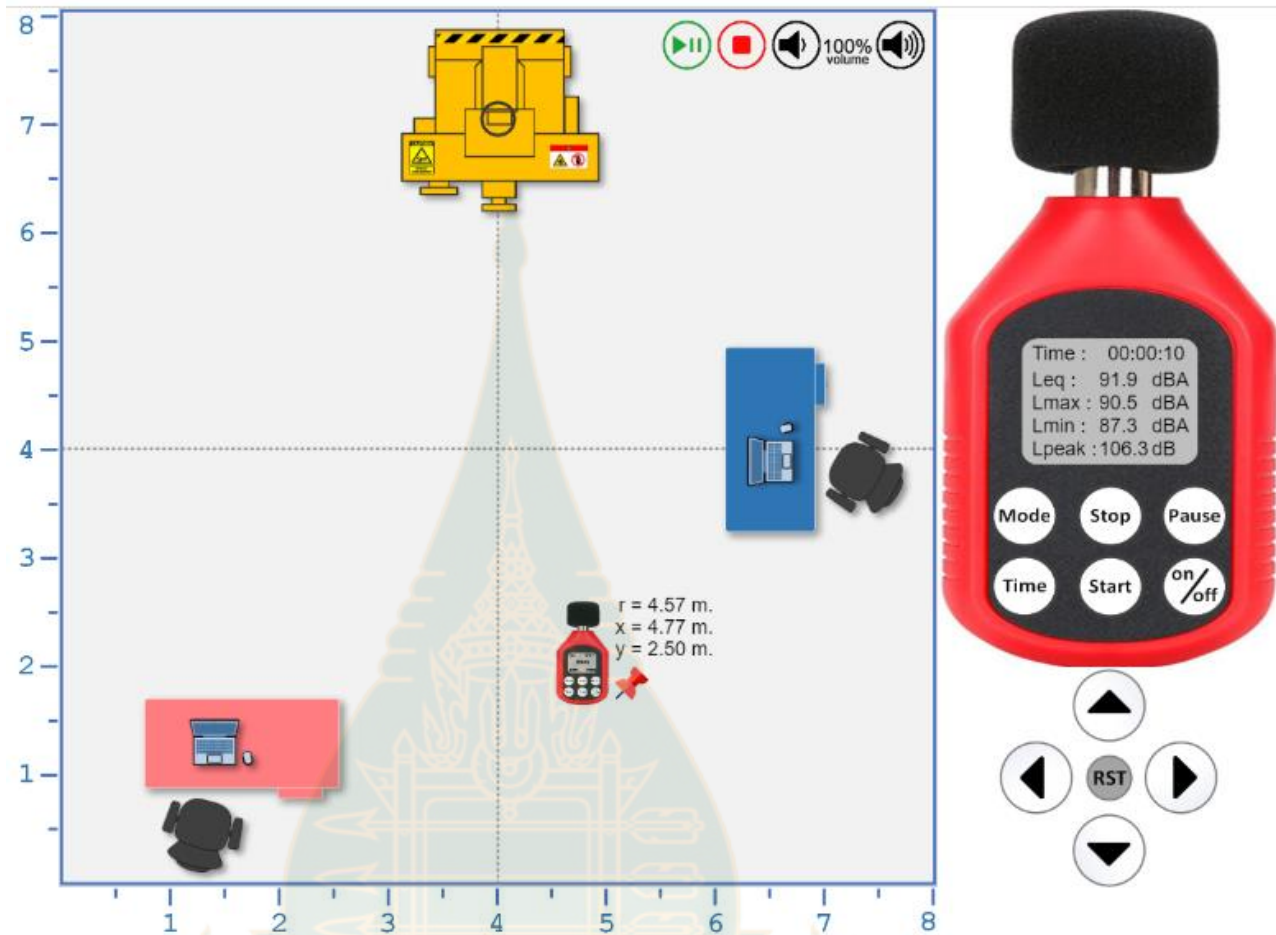 8
7
6
5
4
3
2
1
1 2 3 4 5 6 7 8
100%
volume
r = 4.57 m.
x = 4.77 m.
y = 2.50 m.
Time : 00:00:10
Leq : 91.9 dBA
Lmax : 90.5 dBA
Lmin : 87.3 dBA
Lpeak : 106.3 dB
Mode Stop Pause
Time Start on/off
RST